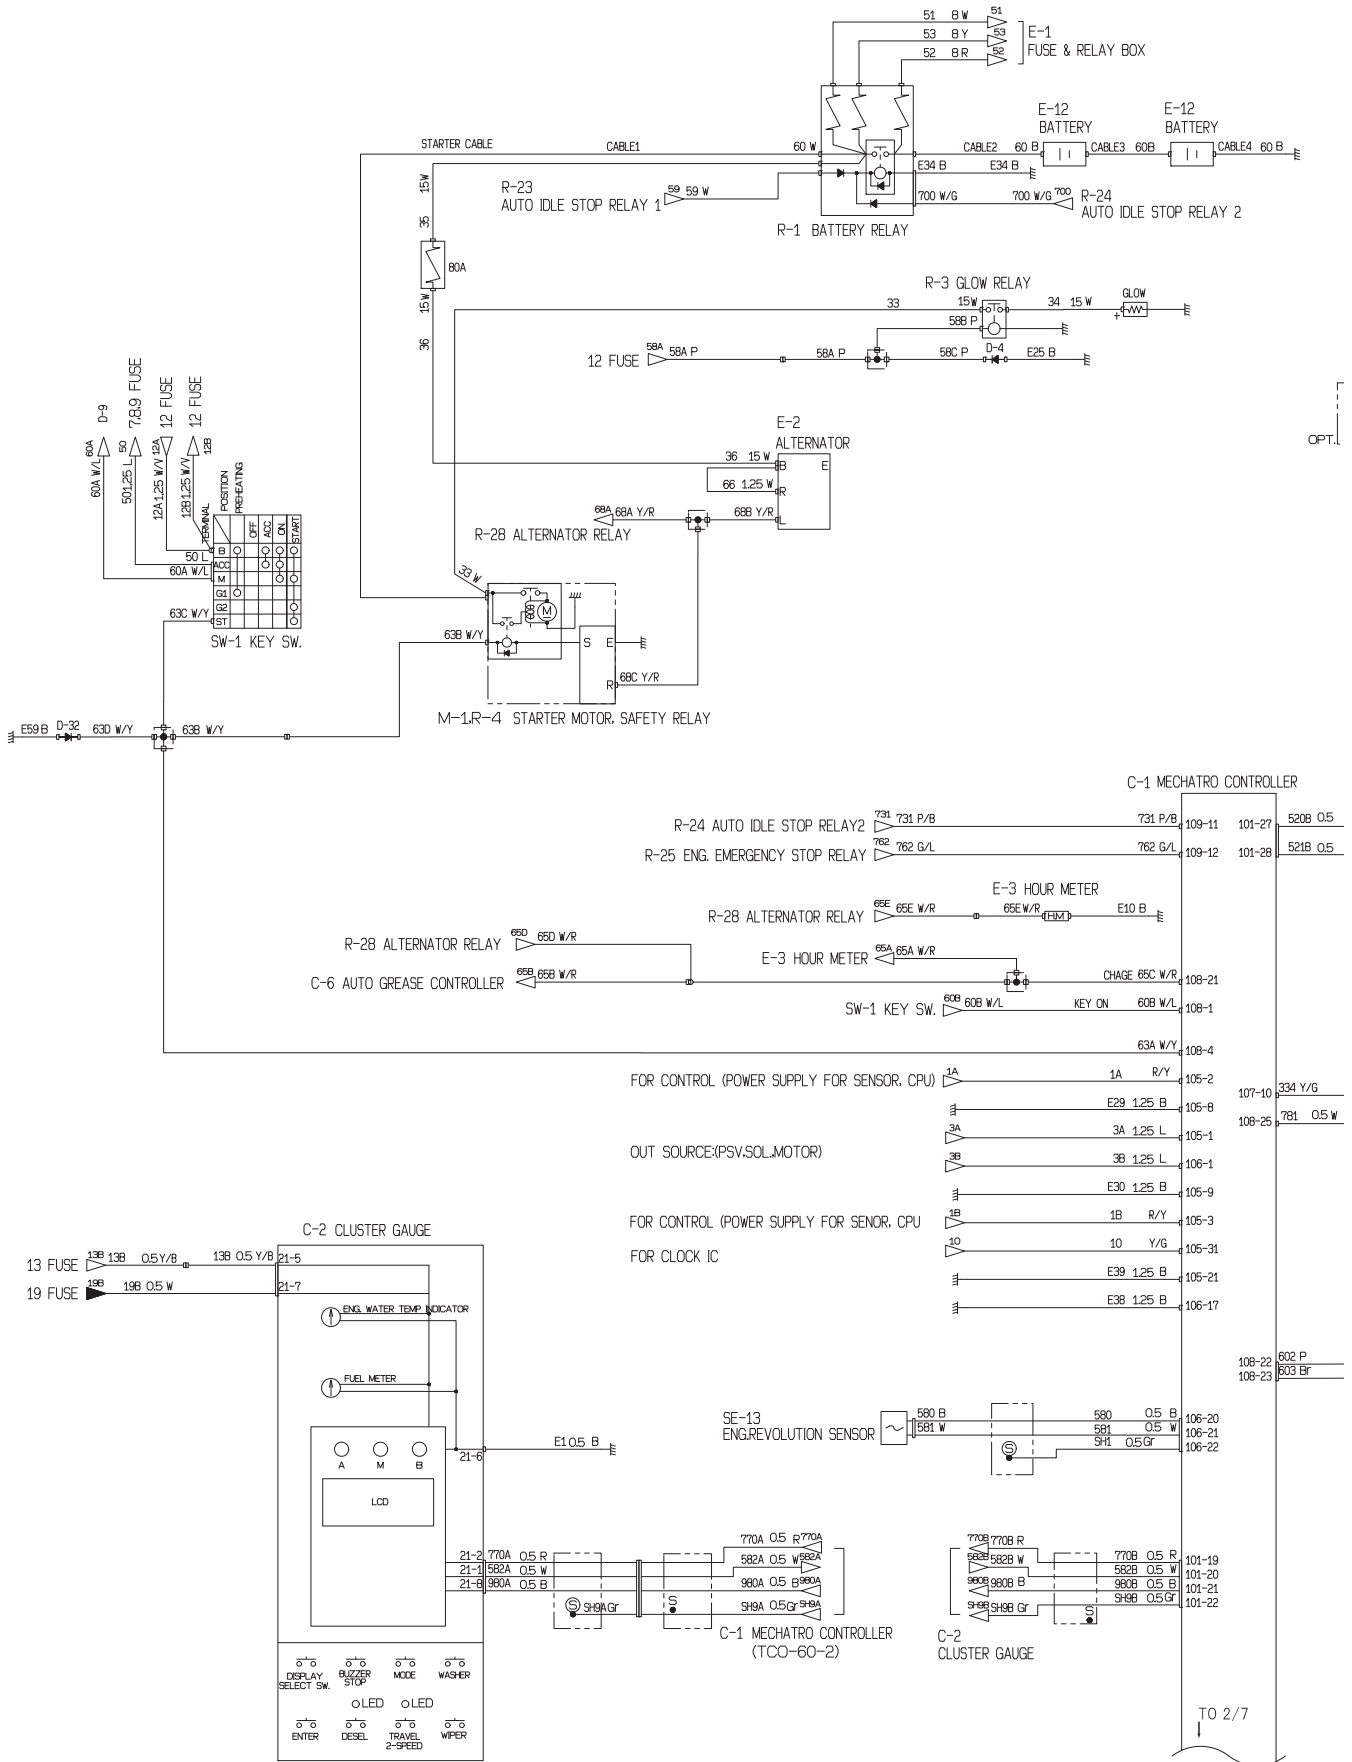 51 8 W 51
53 8 Y 53
52 8 R 52
E-1
FUSE & RELAY BOX
E-12
BATTERY
E-12
BATTERY
STARTER CABLE
CABLE1
60 W
CABLE2 60 B
CABLE3 60B
CABLE4 60 B
E34 B
E34 B
R-23
AUTO IDLE STOP RELAY 1
59
59 W
700 W/G
700 W/G
700
R-24
AUTO IDLE STOP RELAY 2
R-1 BATTERY RELAY
15W
35
80A
15W
36
R-3 GLOW RELAY
33
15W
34 15 W
GLOW
+
58B P
12 FUSE
58A
58A P
58A P
58C P
D-4
E25 B
OPT.
E-2
ALTERNATOR
36 15 W
B E
66 1.25 W
R
68A
68A Y/R
68B Y/R
L
R-28 ALTERNATOR RELAY
D-9
7,8,9 FUSE
12 FUSE
12 FUSE
60A
50
12A
12B
60A W/L
501.25 L
12A1.25 W/V
12B1.25 W/V
TERMINAL
POSITION
PREHEATING
OFF
ACC
ON
START
B
50 L
ACC
60A W/L
M
G1
G2
63C W/Y
ST
SW-1 KEY SW.
33 W
M
63B W/Y
S E
R
68C Y/R
M-1,R-4 STARTER MOTOR, SAFETY RELAY
E59 B
D-32
63D W/Y
63B W/Y
C-1 MECHATRO CONTROLLER
R-24 AUTO IDLE STOP RELAY2
731
731 P/B
731 P/B
109-11
101-27
520B 0.5
R-25 ENG. EMERGENCY STOP RELAY
762
762 G/L
762 G/L
109-12
101-28
521B 0.5
E-3 HOUR METER
R-28 ALTERNATOR RELAY
65E
65E W/R
65E W/R
H.M
E10 B
R-28 ALTERNATOR RELAY
65D
65D W/R
E-3 HOUR METER
65A
65A W/R
C-6 AUTO GREASE CONTROLLER
65B
65B W/R
CHAGE
65C W/R
108-21
SW-1 KEY SW.
60B
60B W/L
KEY ON
60B W/L
108-1
63A W/Y
108-4
FOR CONTROL (POWER SUPPLY FOR SENSOR, CPU)
1A
1A R/Y
105-2
107-10
334 Y/G
E29 1.25 B
105-8
108-25
781 0.5 W
OUT SOURCE:(PSV,SOL.,MOTOR)
3A
3A 1.25 L
105-1
3B
3B 1.25 L
106-1
E30 1.25 B
105-9
FOR CONTROL (POWER SUPPLY FOR SENOR, CPU
1B
1B R/Y
105-3
FOR CLOCK IC
10
10 Y/G
105-31
E39 1.25 B
105-21
E38 1.25 B
106-17
108-22
602 P
108-23
603 Br
C-2 CLUSTER GAUGE
13 FUSE
13B
13B 0.5 Y/B
13B 0.5 Y/B
21-5
19 FUSE
19B
19B 0.5 W
21-7
ENG. WATER TEMP INDICATOR
FUEL METER
A M B
LCD
21-6
E1 0.5 B
SE-13
ENG.REVOLUTION SENSOR
580 B
581 W
580 0.5 B
581 0.5 W
SH1 0.5Gr
S
106-20
106-21
106-22
21-2 770A 0.5 R
21-1 582A 0.5 W
21-8 980A 0.5 B
S
SH9AGr
S
770A 0.5 R 770A
582A 0.5 W 582A
980A 0.5 B 980A
SH9A 0.5Gr SH9A
C-1 MECHATRO CONTROLLER
(TCO-60-2)
770B 770B R
582B 582B W
980B 980B B
SH9B SH9B Gr
C-2
CLUSTER GAUGE
S
770B 0.5 R
582B 0.5 W
980B 0.5 B
SH9B 0.5Gr
101-19
101-20
101-21
101-22
DISPLAY
SELECT SW.
BUZZER
STOP
MODE
WASHER
LED
LED
ENTER
DESEL
TRAVEL
2-SPEED
WIPER
TO 2/7